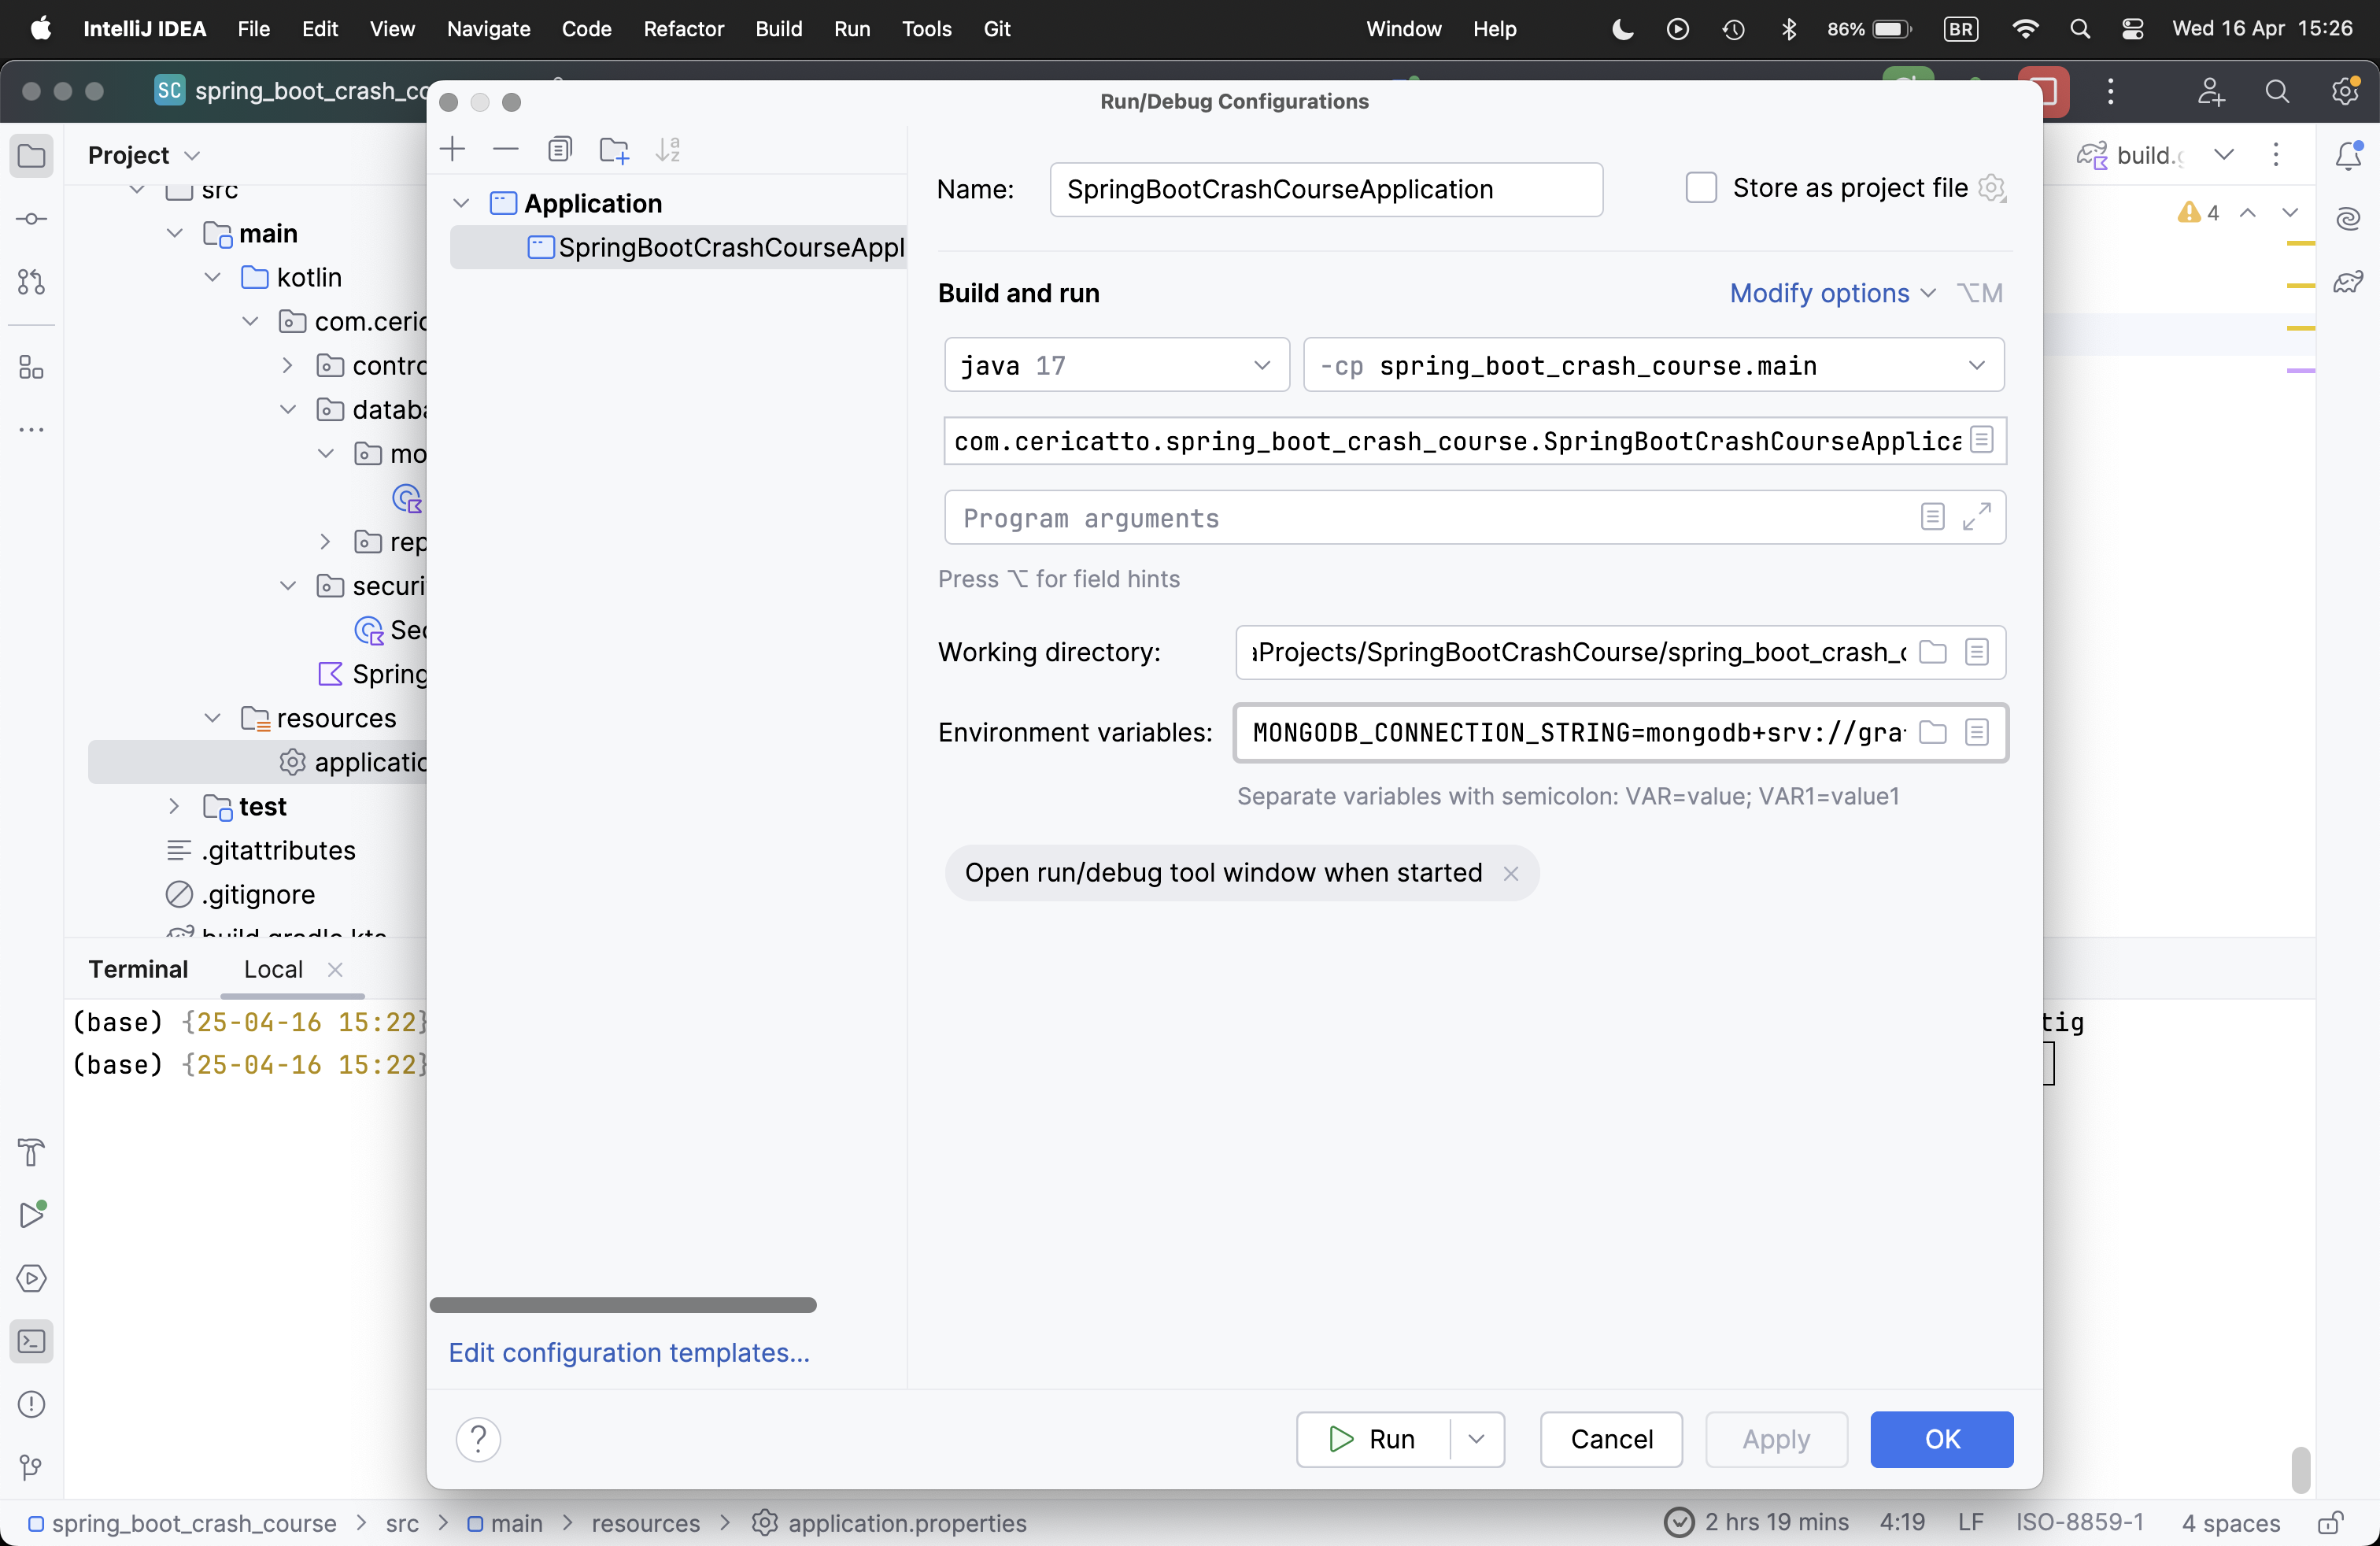 IntelliJ IDEA File Edit View Navigate Code Refactor Build Run Tools Git Window Help 86% BR Wed 16 Apr 15:26
SC spring_boot_crash_co
Run/Debug Configurations
Project
build.g
src
4
main
kotlin
com.ceric
contro
databa
mo
rep
securi
Sec
Spring
resources
applicatio
test
.gitattributes
.gitignore
build.gradle.kts
Application
SpringBootCrashCourseAppl
Name: SpringBootCrashCourseApplication Store as project file
Build and run Modify options ⌥M
java 17 -cp spring_boot_crash_course.main
com.cericatto.spring_boot_crash_course.SpringBootCrashCourseApplica
Program arguments
Press ⌥ for field hints
Working directory: aProjects/SpringBootCrashCourse/spring_boot_crash_c
Environment variables: MONGODB_CONNECTION_STRING=mongodb+srv://gra
Separate variables with semicolon: VAR=value; VAR1=value1
Open run/debug tool window when started
Edit configuration templates...
? Run Cancel Apply OK
Terminal Local
(base) {25-04-16 15:22} tig
(base) {25-04-16 15:22}
spring_boot_crash_course > src > main > resources > application.properties 2 hrs 19 mins 4:19 LF ISO-8859-1 4 spaces